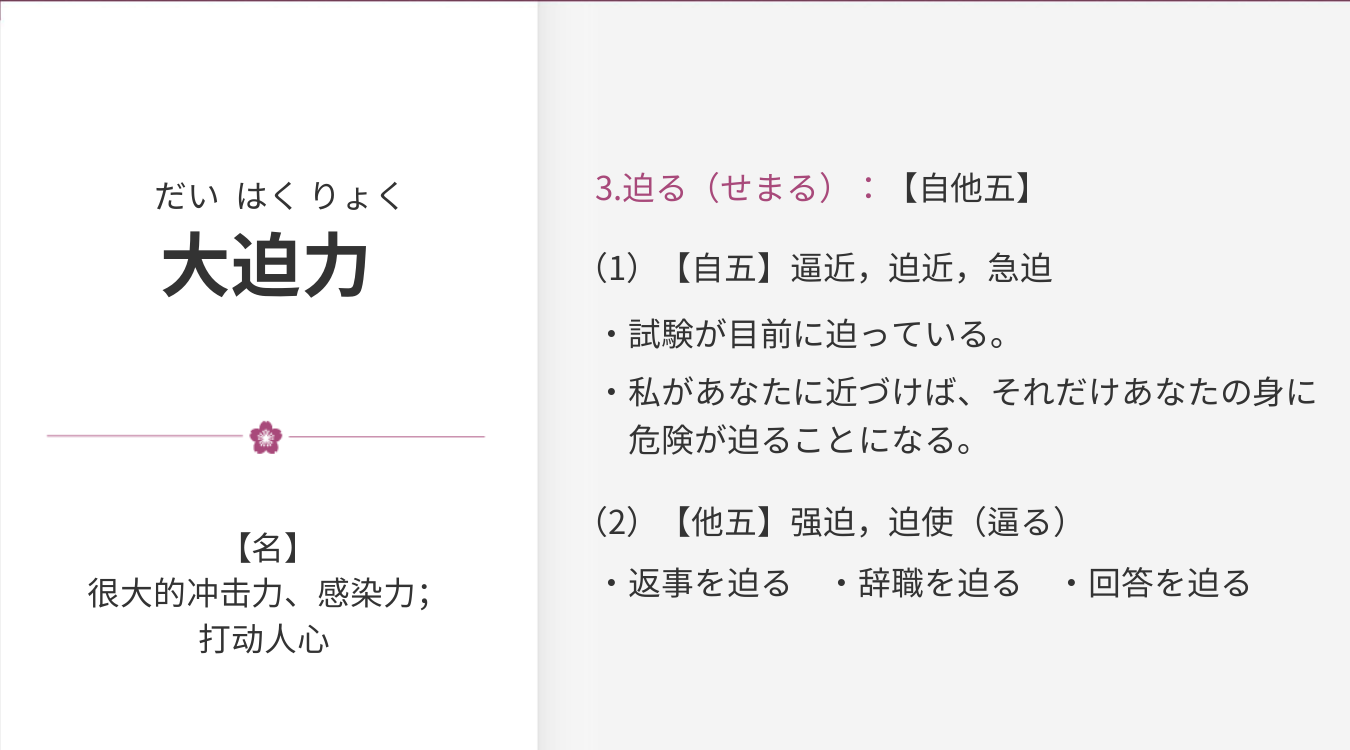 だい はく りょく
大迫力
【名】
很大的冲击力、感染力；
打动人心
3.迫る（せまる）：【自他五】
（1）【自五】逼近，迫近，急迫
・試験が目前に迫っている。
・私があなたに近づけば、それだけあなたの身に
危険が迫ることになる。
（2）【他五】强迫，迫使（逼る）
・返事を迫る　・辞職を迫る　・回答を迫る